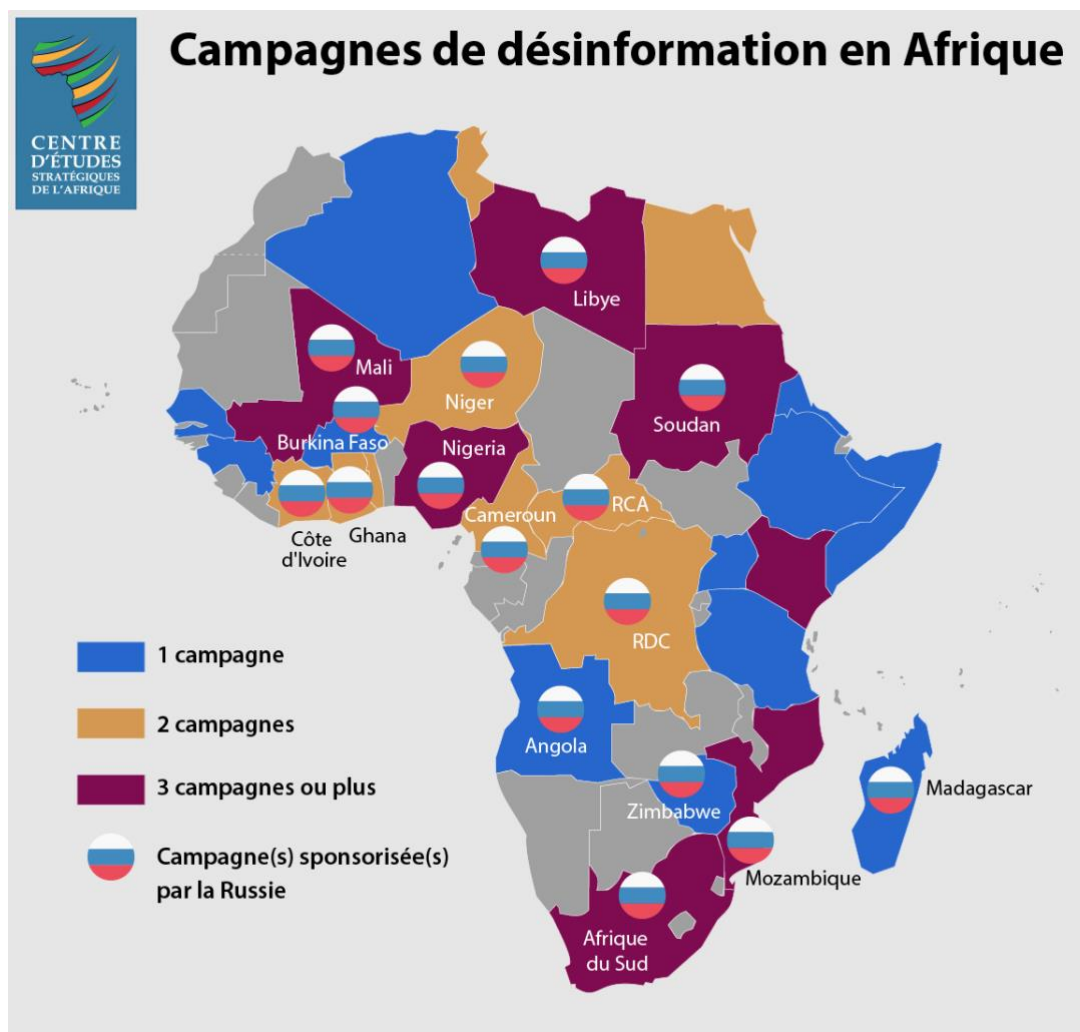 Campagnes de désinformation en Afrique
CENTRE
D'ÉTUDES
STRATÉGIQUES
DE L'AFRIQUE
Libye
Mali
Niger
Soudan
Burkina Faso
Nigeria
RCA
Cameroun
Côte
d'Ivoire
Ghana
RDC
1 campagne
2 campagnes
Angola
3 campagnes ou plus
Madagascar
Zimbabwe
Campagne(s) sponsorisée(s)
par la Russie
Mozambique
Afrique
du Sud